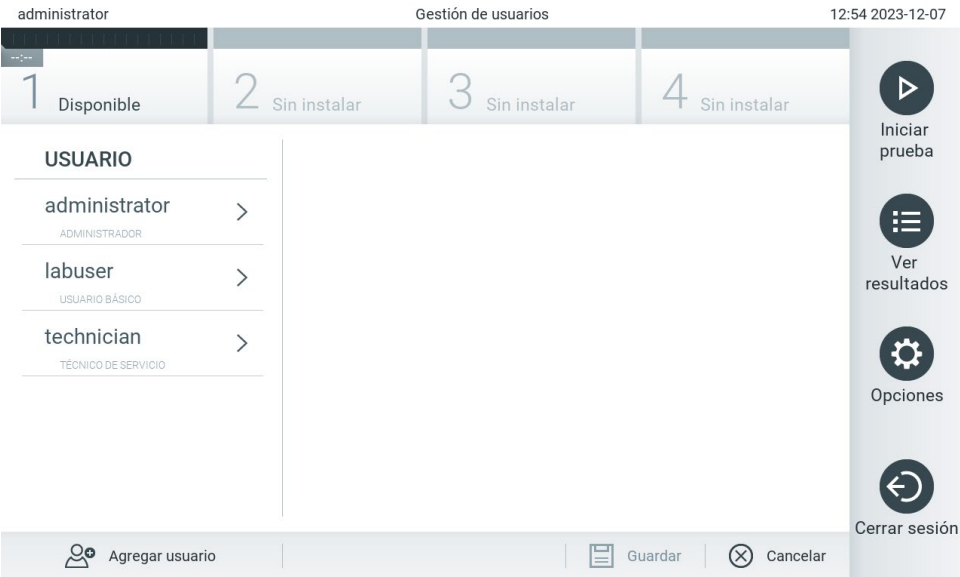 administrator
Gestión de usuarios
12:54 2023-12-07
--:--
1 Disponible
2 Sin instalar
3 Sin instalar
4 Sin instalar
USUARIO
administrator
ADMINISTRADOR
labuser
USUARIO BÁSICO
technician
TÉCNICO DE SERVICIO
Iniciar
prueba
Ver
resultados
Opciones
Cerrar sesión
Agregar usuario
Guardar
Cancelar